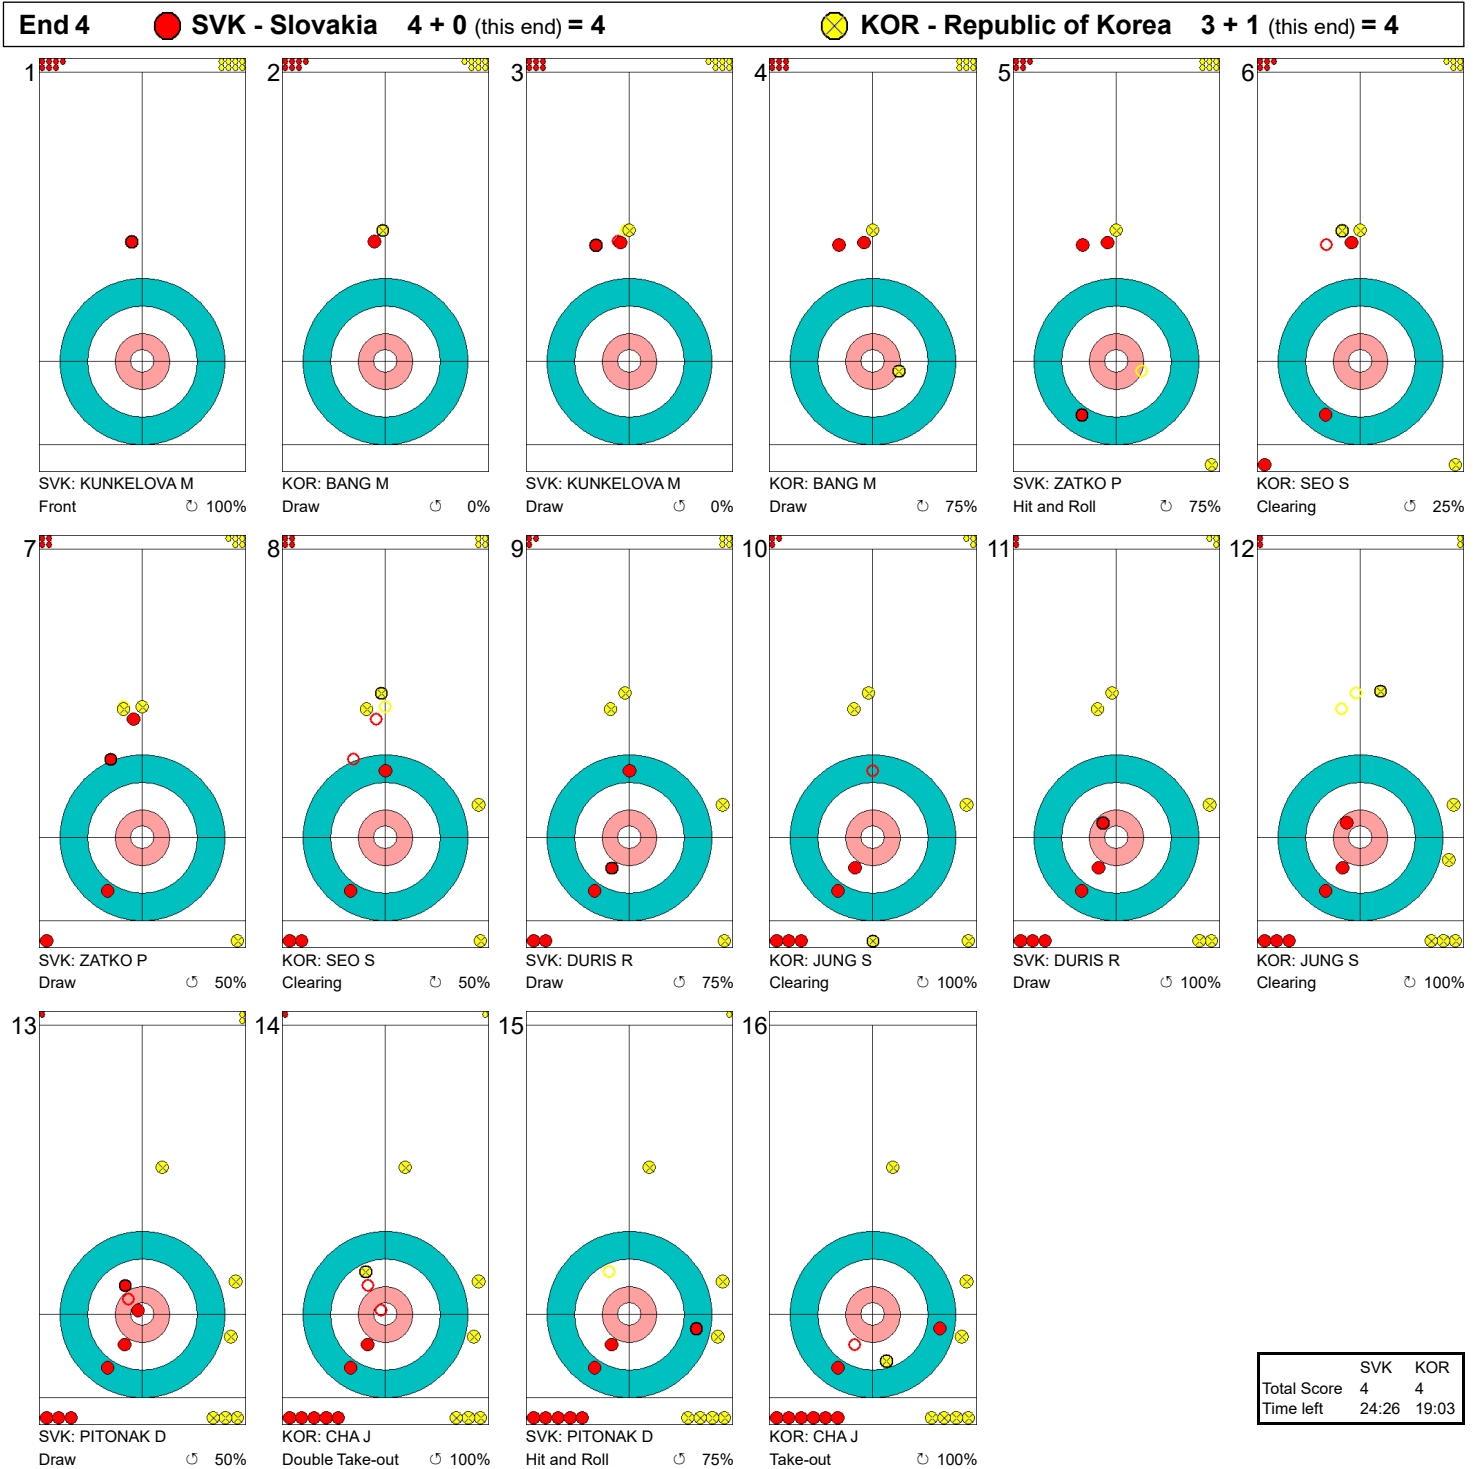 End 4 SVK - Slovakia 4 + 0 (this end) = 4 KOR - Republic of Korea 3 + 1 (this end) = 4
1 2 3 4 5 6
SVK: KUNKELOVA M KOR: BANG M SVK: KUNKELOVA M KOR: BANG M SVK: ZATKO P KOR: SEO S
Front ↻ 100% Draw ↺ 0% Draw ↺ 0% Draw ↺ 75% Hit and Roll ↻ 75% Clearing ↺ 25%
7 8 9 10 11 12
SVK: ZATKO P KOR: SEO S SVK: DURIS R KOR: JUNG S SVK: DURIS R KOR: JUNG S
Draw ↺ 50% Clearing ↻ 50% Draw ↺ 75% Clearing ↻ 100% Draw ↺ 100% Clearing ↻ 100%
13 14 15 16
SVK: PITONAK D KOR: CHA J SVK: PITONAK D KOR: CHA J
Draw ↺ 50% Double Take-out ↺ 100% Hit and Roll ↺ 75% Take-out ↻ 100%
SVK KOR
Total Score 4 4
Time left 24:26 19:03